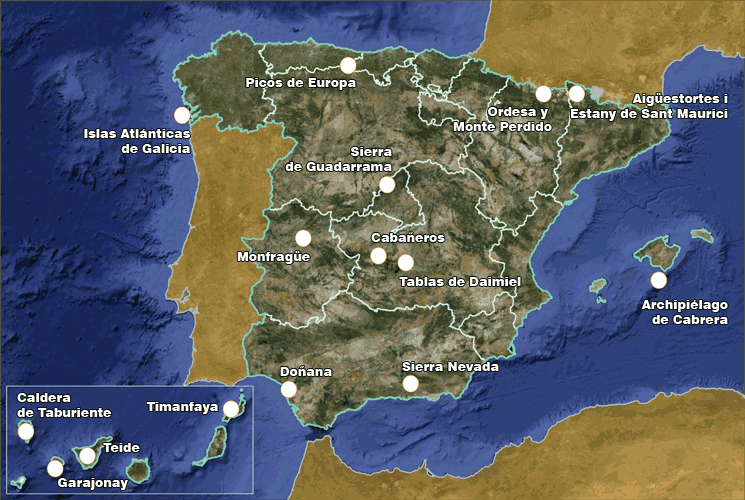 Picos de Europa
Ordesa y
Monte Perdido
Aigüestortes i
Estany de Sant Maurici
Islas Atlánticas
de Galicia
Sierra
de Guadarrama
Monfragüe
Cabañeros
Tablas de Daimiel
Archipiélago
de Cabrera
Doñana
Sierra Nevada
Caldera
de Taburiente
Timanfaya
Teide
Garajonay